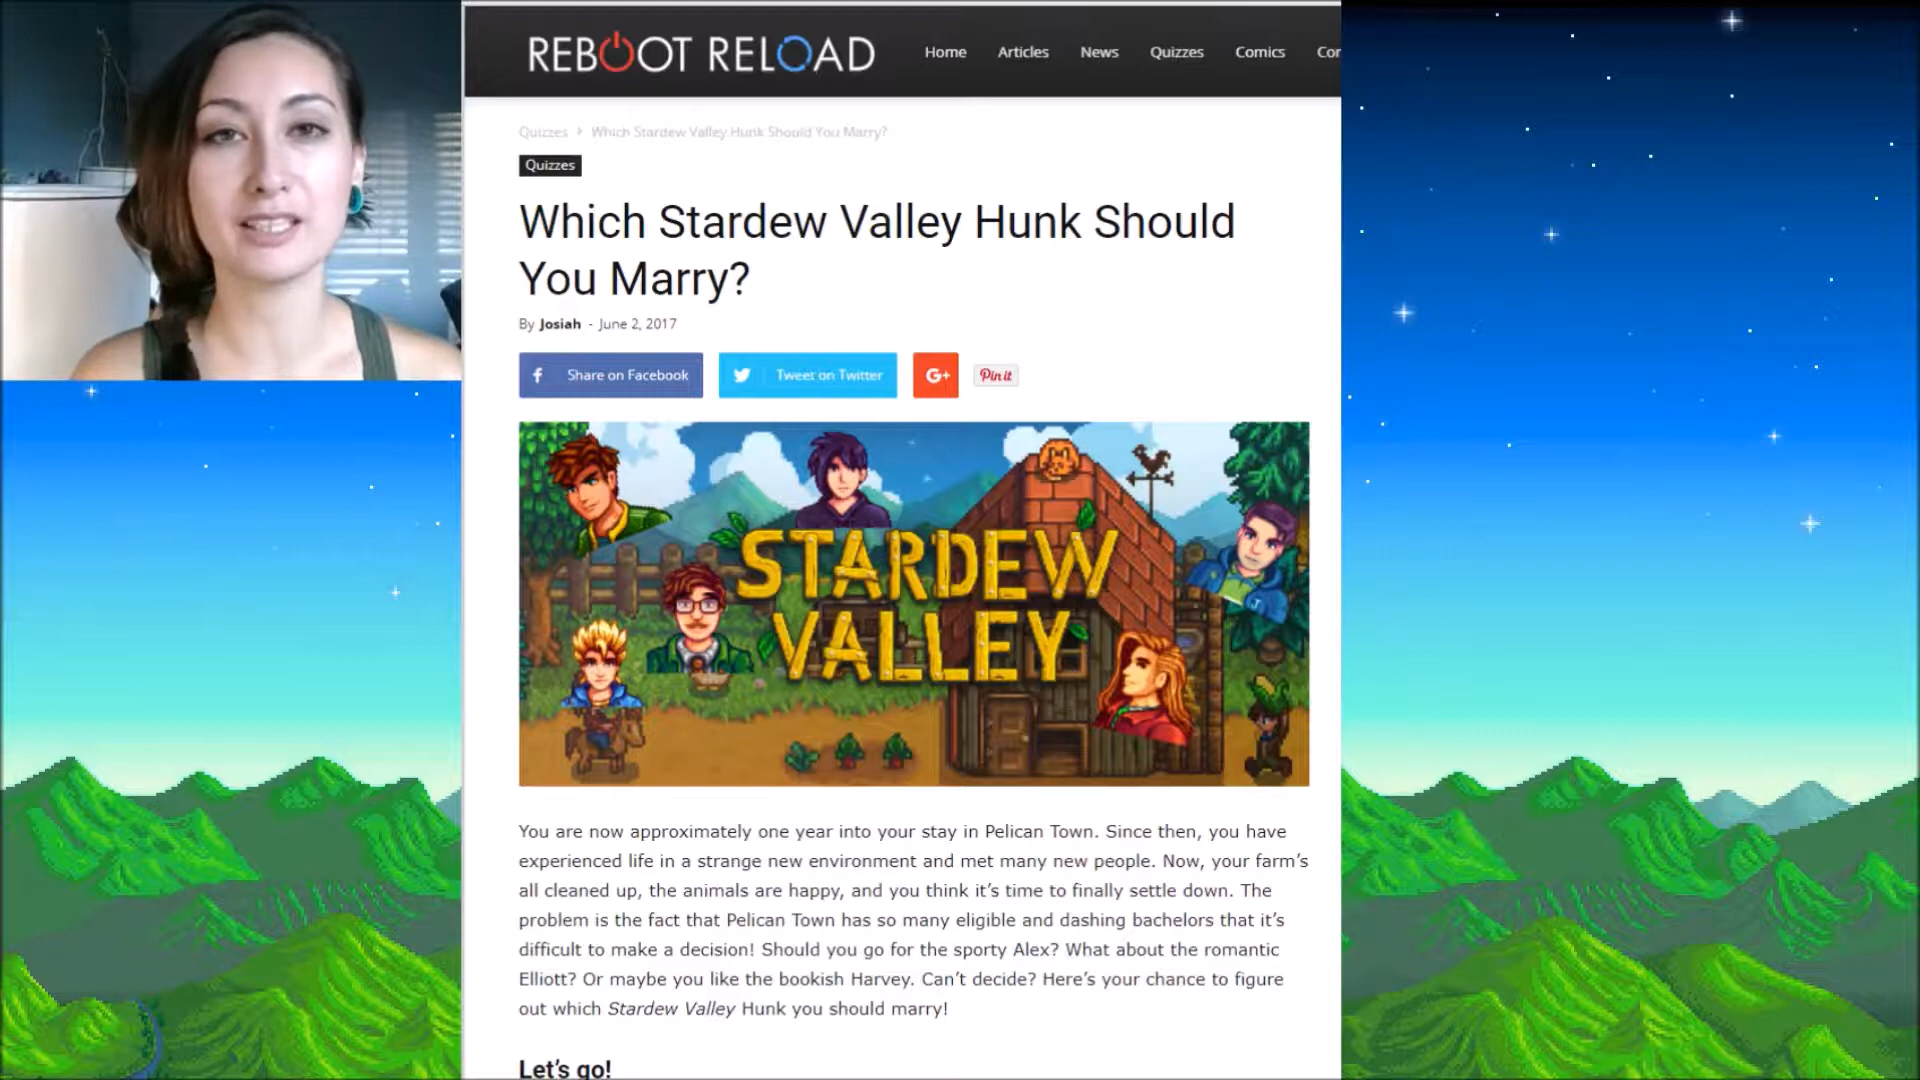 REBOOT RELOAD
Home Articles News Quizzes Comics Cor
Quizzes › Which Stardew Valley Hunk Should You Marry?
Quizzes
Which Stardew Valley Hunk Should
You Marry?
By Josiah - June 2, 2017
Share on Facebook Tweet on Twitter G+ Pin it
STARDEW
VALLEY
You are now approximately one year into your stay in Pelican Town. Since then, you have
experienced life in a strange new environment and met many new people. Now, your farm's
all cleaned up, the animals are happy, and you think it's time to finally settle down. The
problem is the fact that Pelican Town has so many eligible and dashing bachelors that it's
difficult to make a decision! Should you go for the sporty Alex? What about the romantic
Elliott? Or maybe you like the bookish Harvey. Can't decide? Here's your chance to figure
out which Stardew Valley Hunk you should marry!
Let's go!